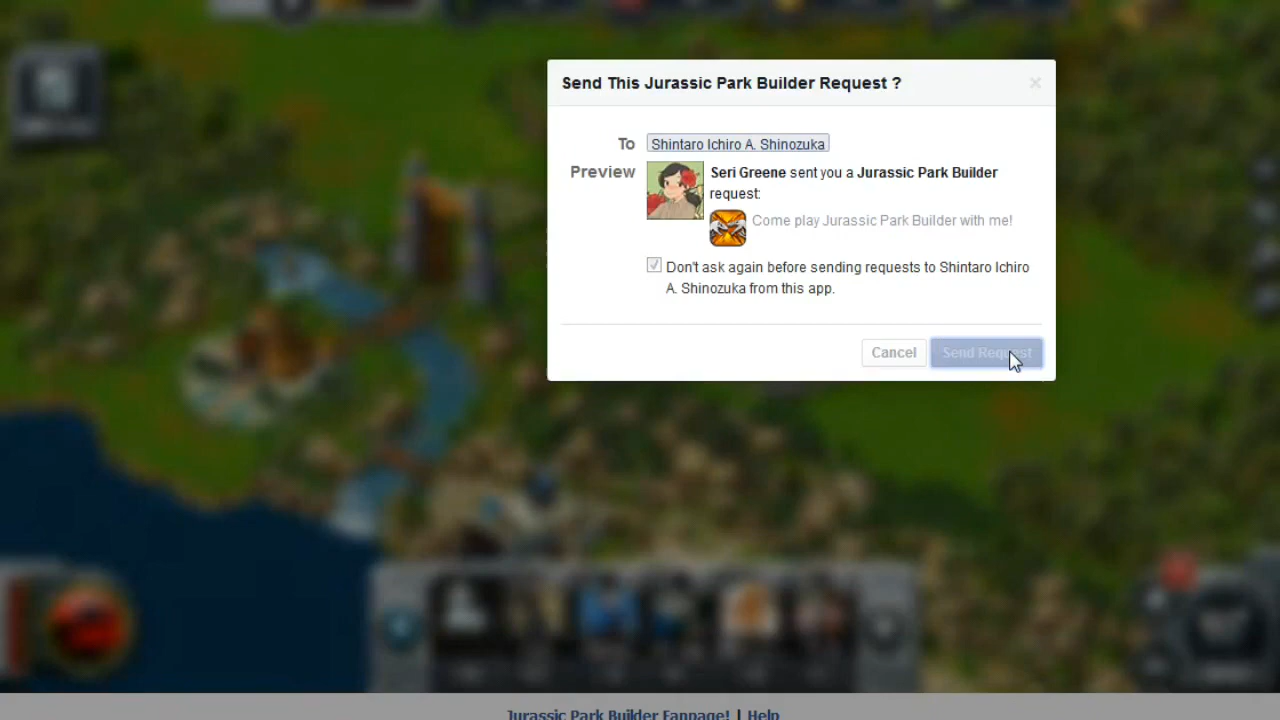 Send This Jurassic Park Builder Request ?
To Shintaro Ichiro A. Shinozuka
Preview Seri Greene sent you a Jurassic Park Builder
request:
Come play Jurassic Park Builder with me!
Don't ask again before sending requests to Shintaro Ichiro
A. Shinozuka from this app.
Cancel Send Request
Jurassic Park Builder Fanpage! | Help